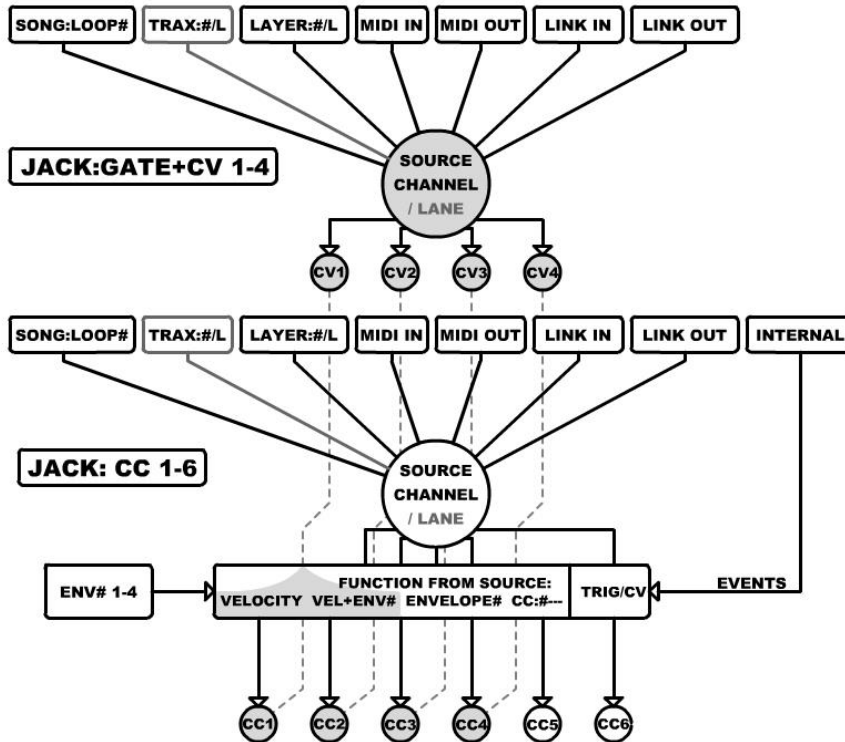 SONG:LOOP# TRAX:#/L LAYER:#/L MIDI IN MIDI OUT LINK IN LINK OUT
JACK:GATE+CV 1-4
SOURCE
CHANNEL
/ LANE
CV1 CV2 CV3 CV4
SONG:LOOP# TRAX:#/L LAYER:#/L MIDI IN MIDI OUT LINK IN LINK OUT INTERNAL
JACK: CC 1-6
SOURCE
CHANNEL
/ LANE
ENV# 1-4
FUNCTION FROM SOURCE:
VELOCITY VEL+ENV# ENVELOPE# CC:#---
TRIG/CV
EVENTS
CC1 CC2 CC3 CC4 CC5 CC6